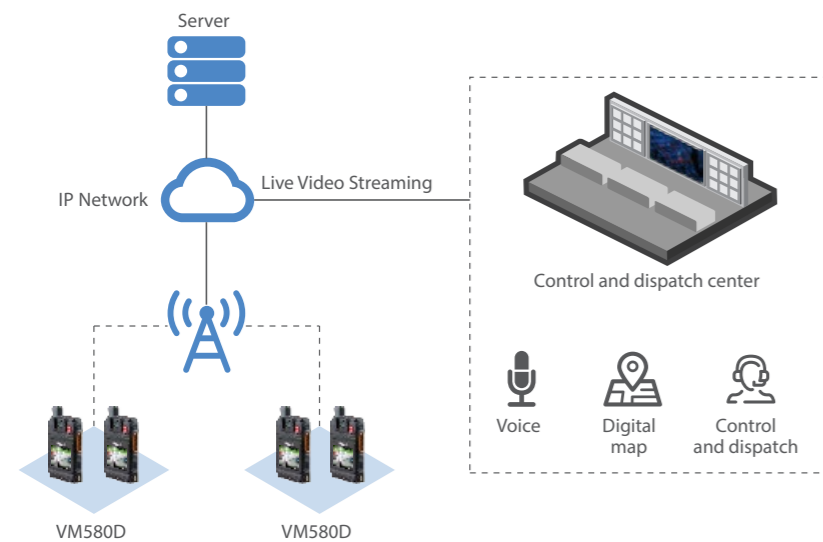 Server
IP Network
Live Video Streaming
Control and dispatch center
Voice
Digital
map
Control
and dispatch
VM580D
VM580D